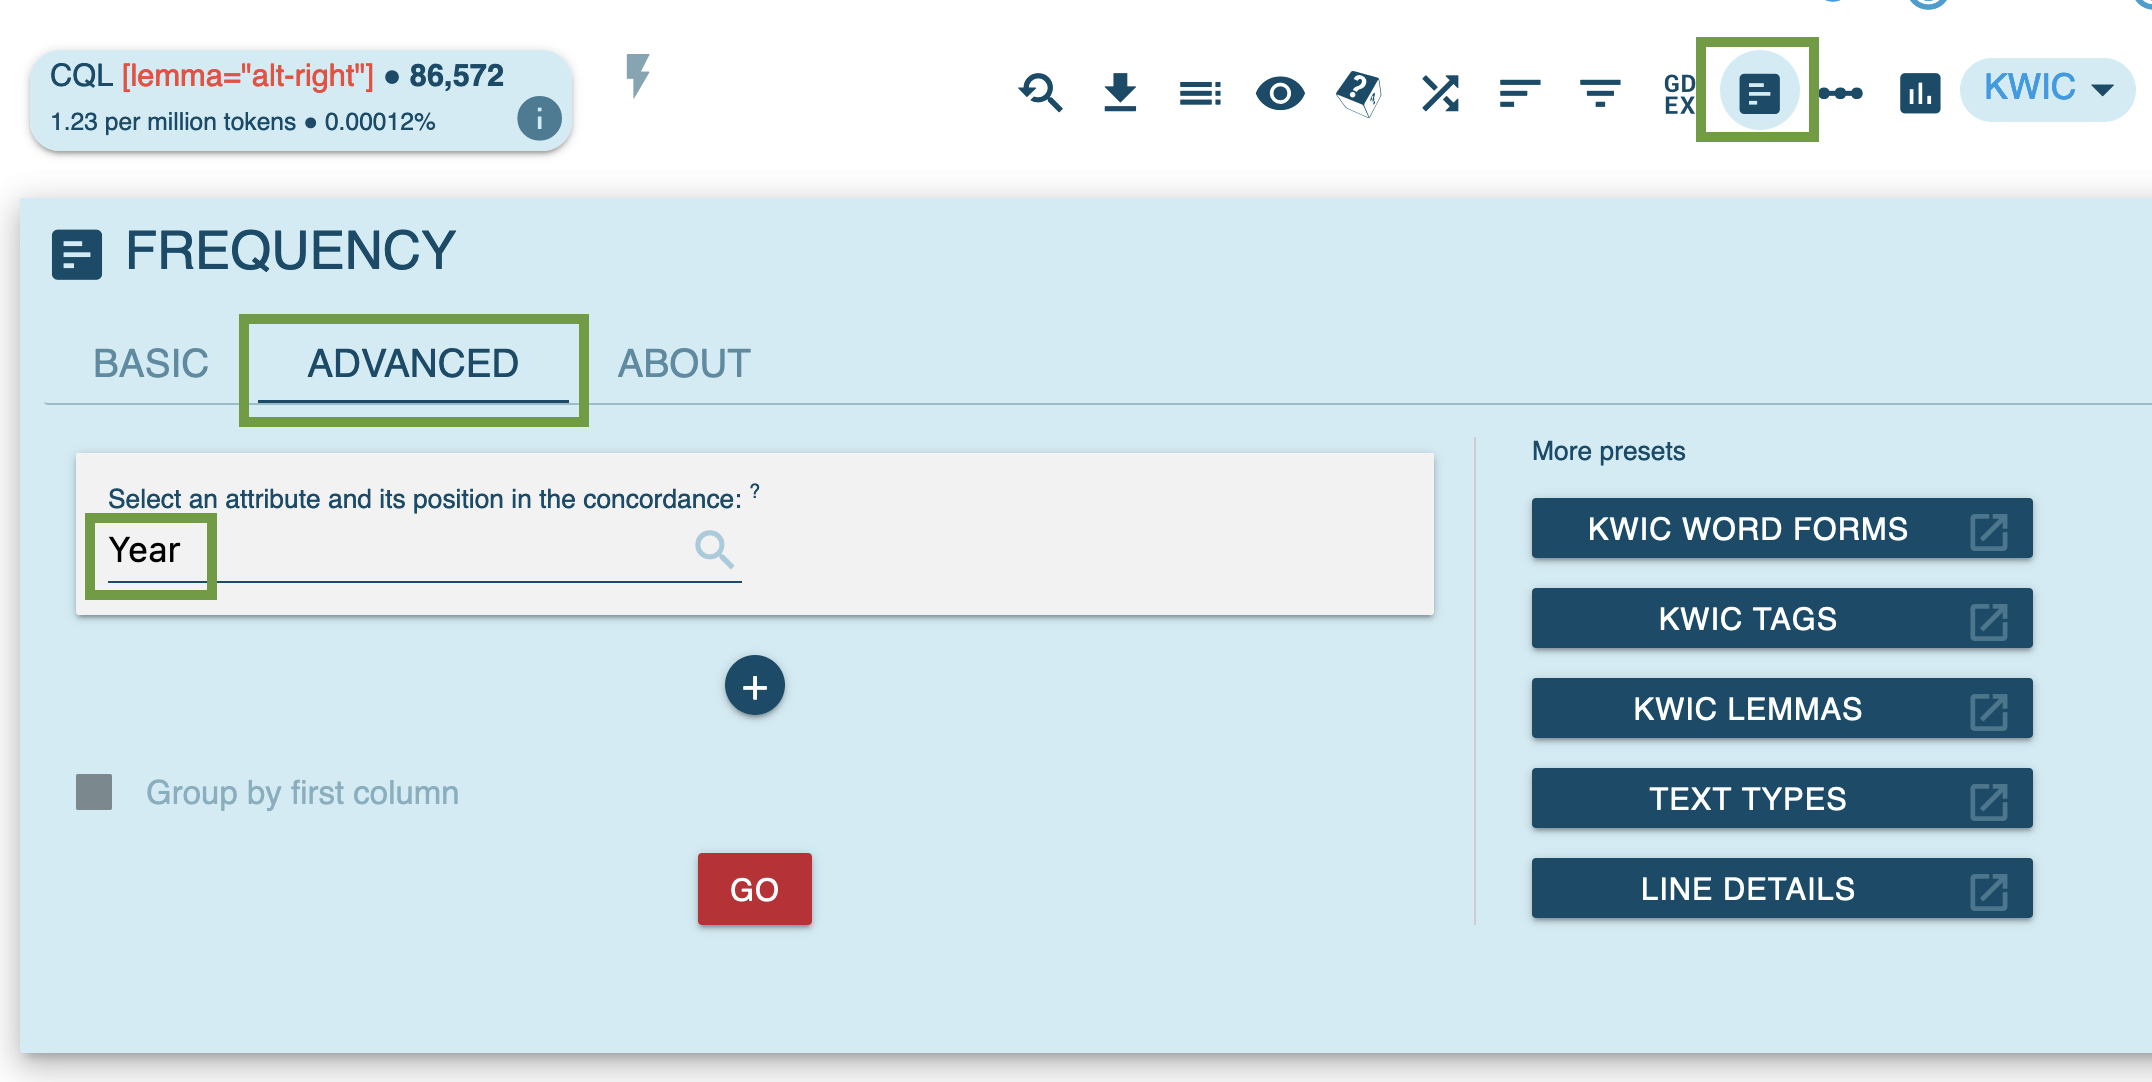 CQL [lemma="alt-right"] ● 86,572
1.23 per million tokens ● 0.00012%
i
?
GD
EX
KWIC
FREQUENCY
BASIC
ADVANCED
ABOUT
Select an attribute and its position in the concordance: ?
Year
+
Group by first column
GO
More presets
KWIC WORD FORMS
KWIC TAGS
KWIC LEMMAS
TEXT TYPES
LINE DETAILS